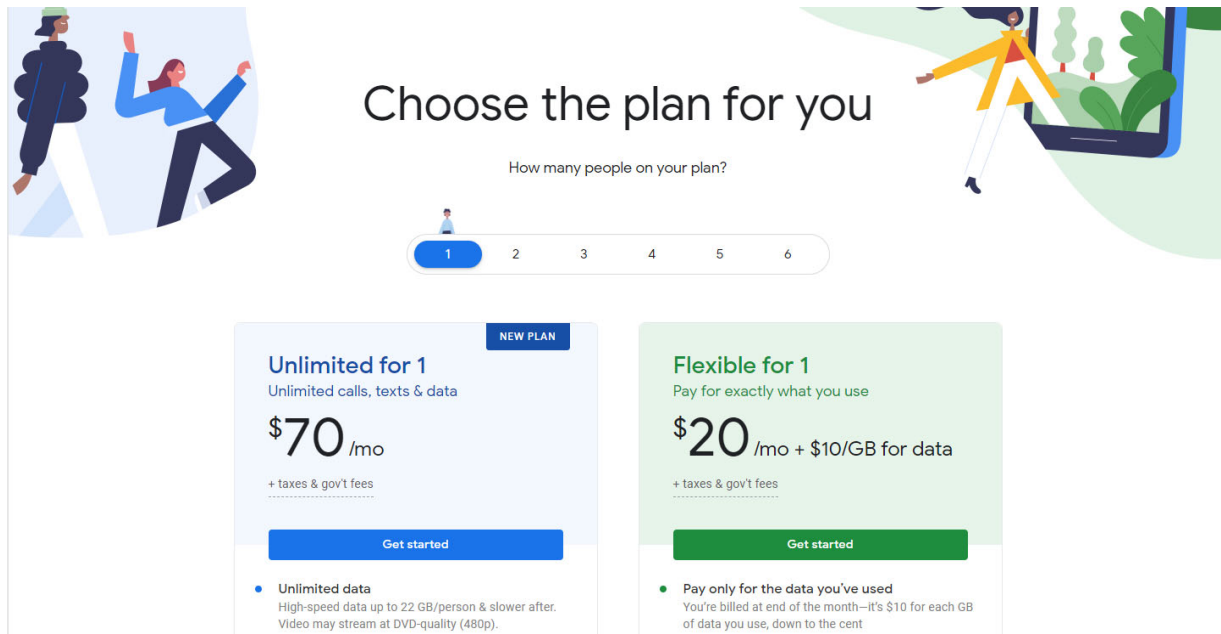 Choose the plan for you
How many people on your plan?
1 2 3 4 5 6
NEW PLAN
Unlimited for 1
Unlimited calls, texts & data
$70 /mo
+ taxes & gov't fees
Get started
Unlimited data
High-speed data up to 22 GB/person & slower after.
Video may stream at DVD-quality (480p).
Flexible for 1
Pay for exactly what you use
$20 /mo + $10/GB for data
+ taxes & gov't fees
Get started
Pay only for the data you've used
You're billed at end of the month—it's $10 for each GB
of data you use, down to the cent